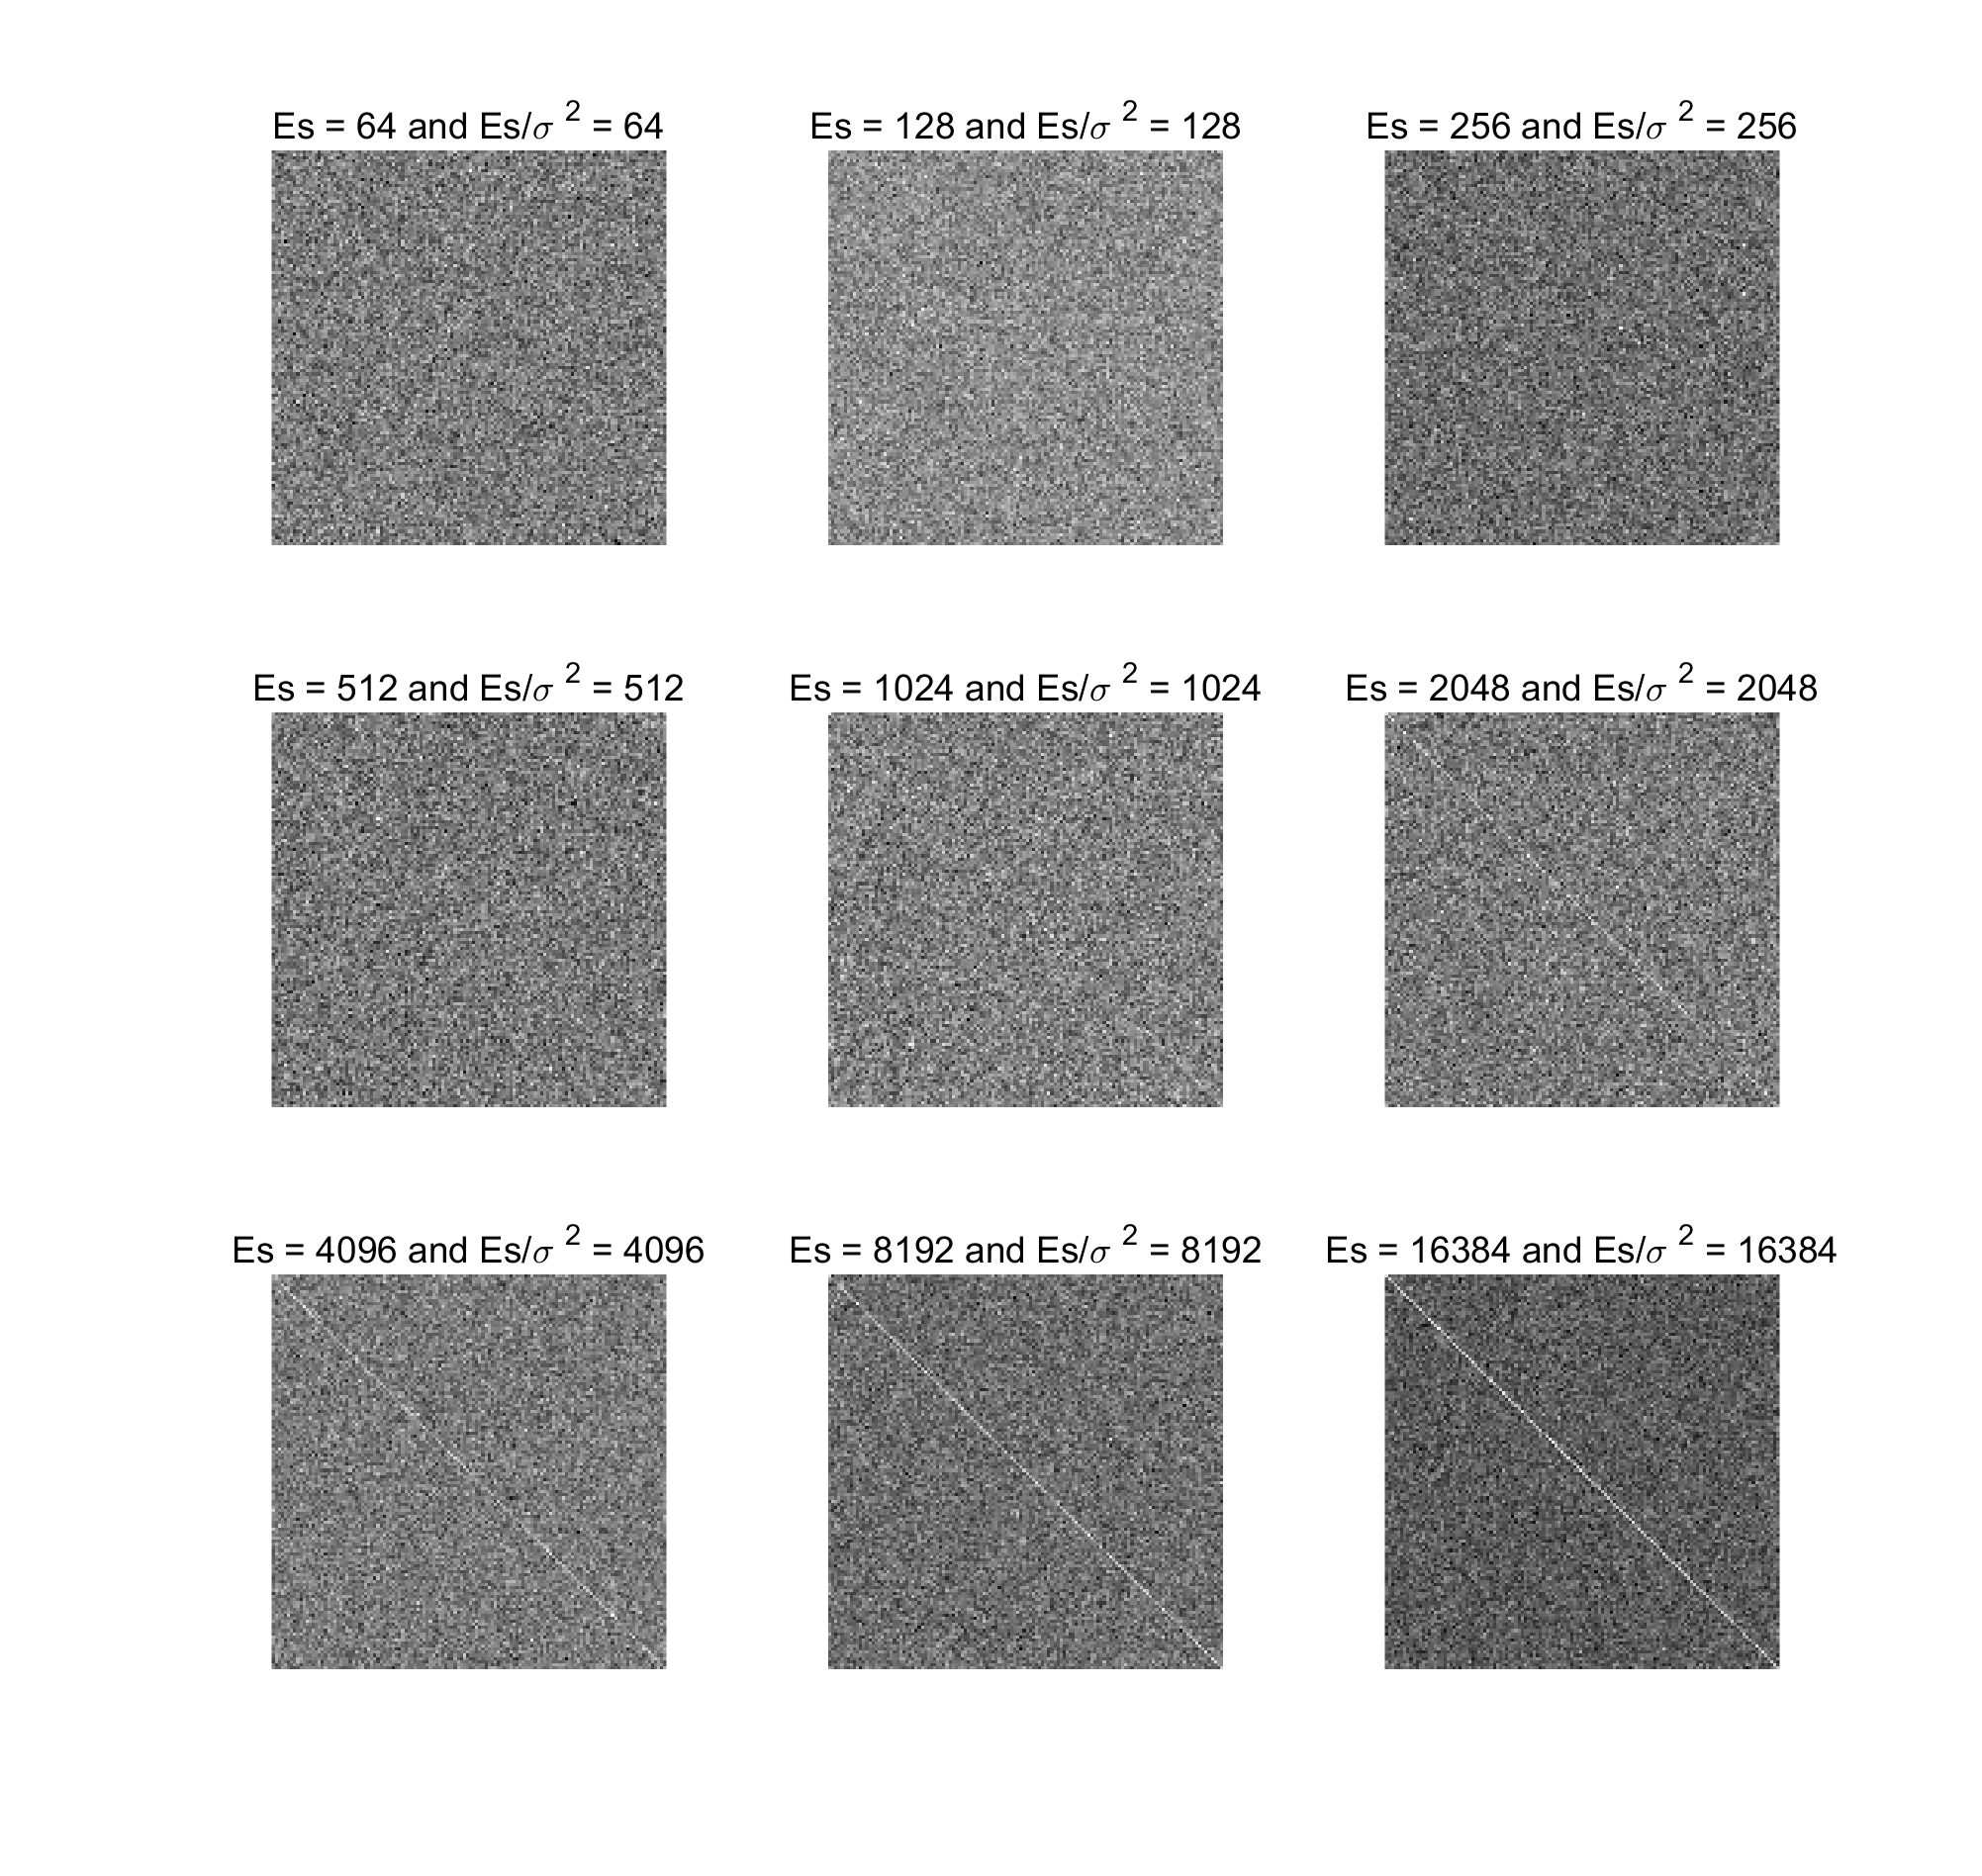 Es = 64 and Es/σ ² = 64
Es = 128 and Es/σ ² = 128
Es = 256 and Es/σ ² = 256
Es = 512 and Es/σ ² = 512
Es = 1024 and Es/σ ² = 1024
Es = 2048 and Es/σ ² = 2048
Es = 4096 and Es/σ ² = 4096
Es = 8192 and Es/σ ² = 8192
Es = 16384 and Es/σ ² = 16384